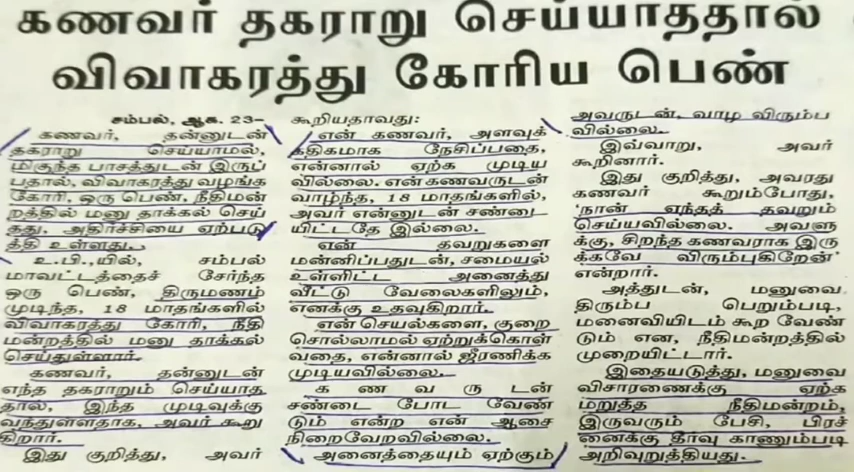 கணவர் தகராறு செய்யாததால்
விவாகரத்து கோரிய பெண்
சம்பல், ஆக. 23–
கணவர், தன்னுடன்
தகராறு செய்யாமல்,
மிகுந்த பாசத்துடன் இருப்
பதால், விவாகரத்து வழங்க
கோரி, ஒரு பெண், நீதிமன்
றத்தில் மனு தாக்கல் செய்
தது, அதிர்ச்சியை ஏற்படு
த்தி உள்ளது.
உ.பி.,யில், சம்பல்
மாவட்டத்தைச் சேர்ந்த
ஒரு பெண், திருமணம்
முடிந்த, 18 மாதங்களில்
விவாகரத்து கோரி, நீதி
மன்றத்தில் மனு தாக்கல்
செய்துள்ளார்.
கணவர், தன்னுடன்
எந்த தகராறும் செய்யாத
தால், இந்த முடிவுக்கு
வந்துள்ளதாக, அவர் கூறு
கிறார்.
இது குறித்து, அவர்
கூறியதாவது:
என் கணவர், அளவுக்
கதிகமாக நேசிப்பதை,
என்னால் ஏற்க முடிய
வில்லை. என் கணவருடன்
வாழ்ந்த, 18 மாதங்களில்,
அவர் என்னுடன் சண்டை
யிட்டதே இல்லை.
என் தவறுகளை
மன்னிப்பதுடன், சமையல்
உள்ளிட்ட அனைத்து
வீட்டு வேலைகளிலும்,
எனக்கு உதவுகிறார்.
என் செயல்களை, குறை
சொல்லாமல் ஏற்றுக்கொள்
வதை, என்னால் ஜீரணிக்க
முடியவில்லை.
க ண வ ரு டன்
சண்டை போட வேண்
டும் என்ற என் ஆசை
நிறைவேறவில்லை.
அனைத்தையும் ஏற்கும்
அவருடன், வாழ விரும்ப
வில்லை.
இவ்வாறு, அவர்
கூறினார்.
இது குறித்து, அவரது
கணவர் கூறும்போது,
'நான் எந்தத் தவறும்
செய்யவில்லை. அவளு
க்கு, சிறந்த கணவராக இரு
க்கவே விரும்புகிறேன்'
என்றார்.
அத்துடன், மனுவை
திரும்ப பெறும்படி,
மனைவியிடம் கூற வேண்
டும் என, நீதிமன்றத்தில்
முறையிட்டார்.
இதையடுத்து, மனுவை
விசாரணைக்கு ஏற்க
மறுத்த நீதிமன்றம்,
இருவரும் பேசி, பிரச்
னைக்கு தீர்வு காணும்படி
அறிவுறுத்தியது.